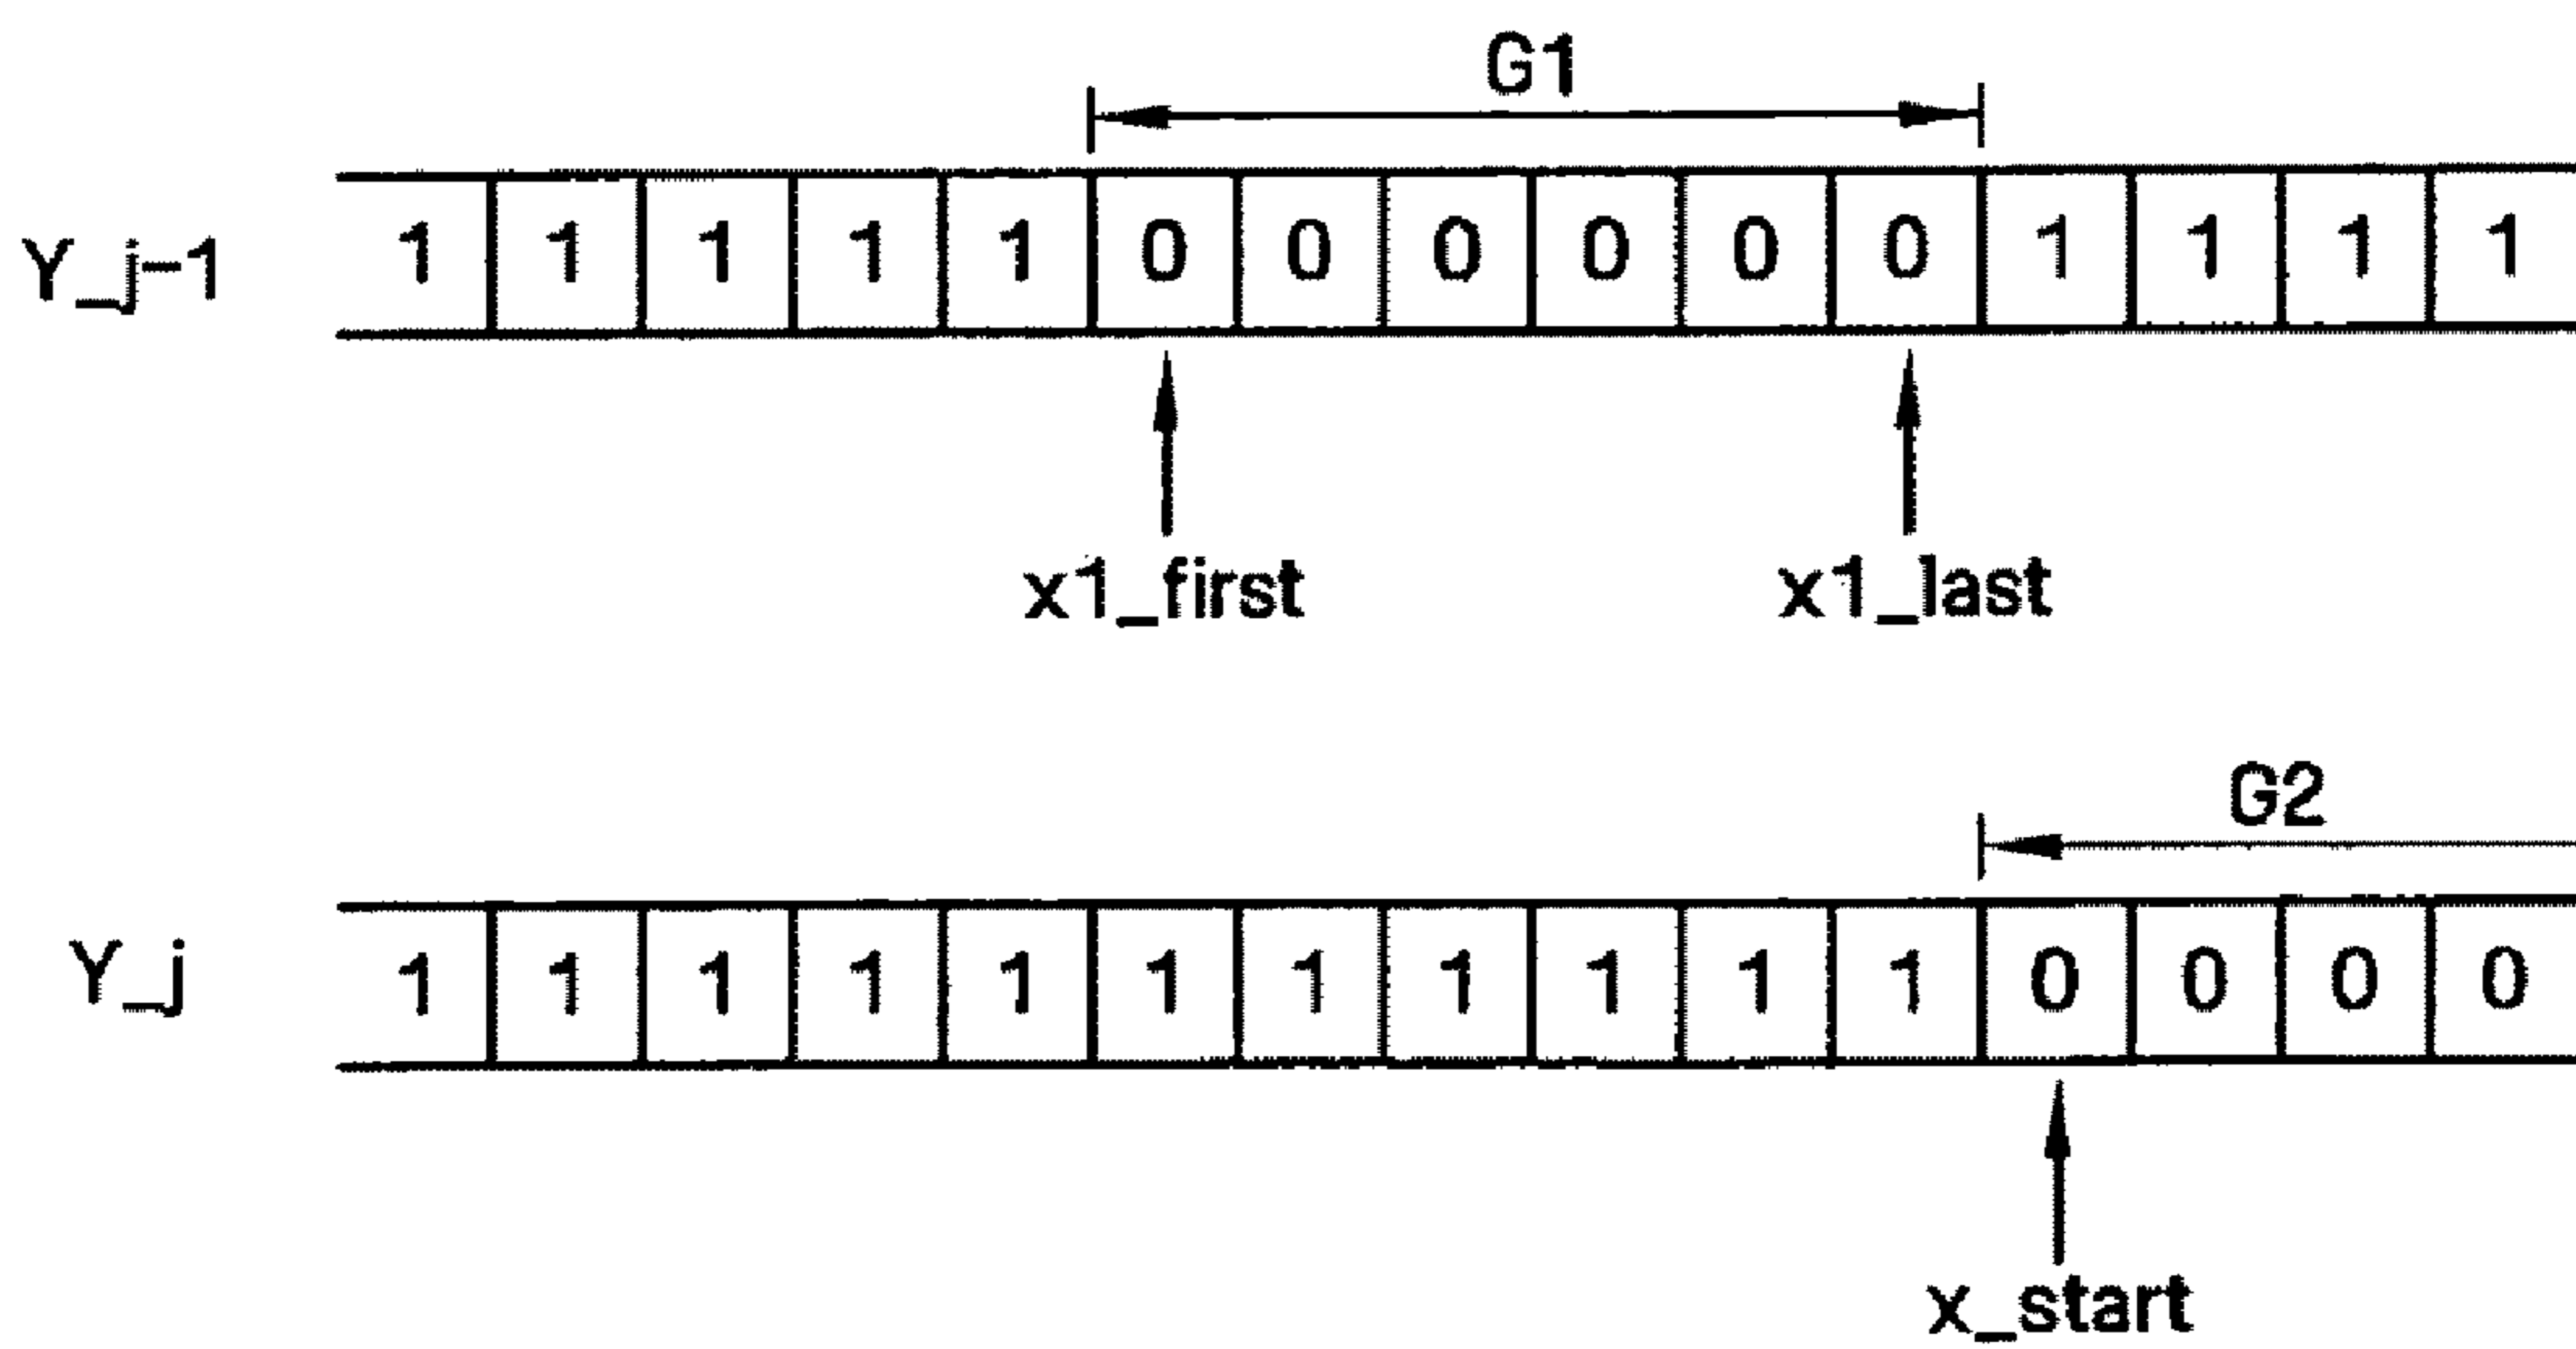 G1
Y_j-1 1 1 1 1 1 0 0 0 0 0 0 1 1 1 1
x1_first x1_last
G2
Y_j 1 1 1 1 1 1 1 1 1 1 1 0 0 0 0
x_start